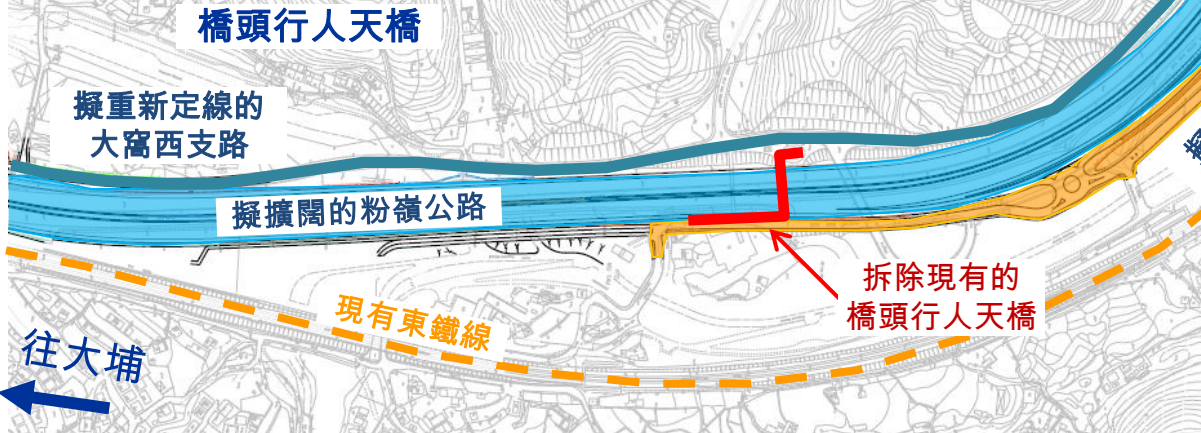 橋頭行人天橋
擬重新定線的
大窩西支路
擬擴闊的粉嶺公路
現有東鐵線
拆除現有的
橋頭行人天橋
往大埔